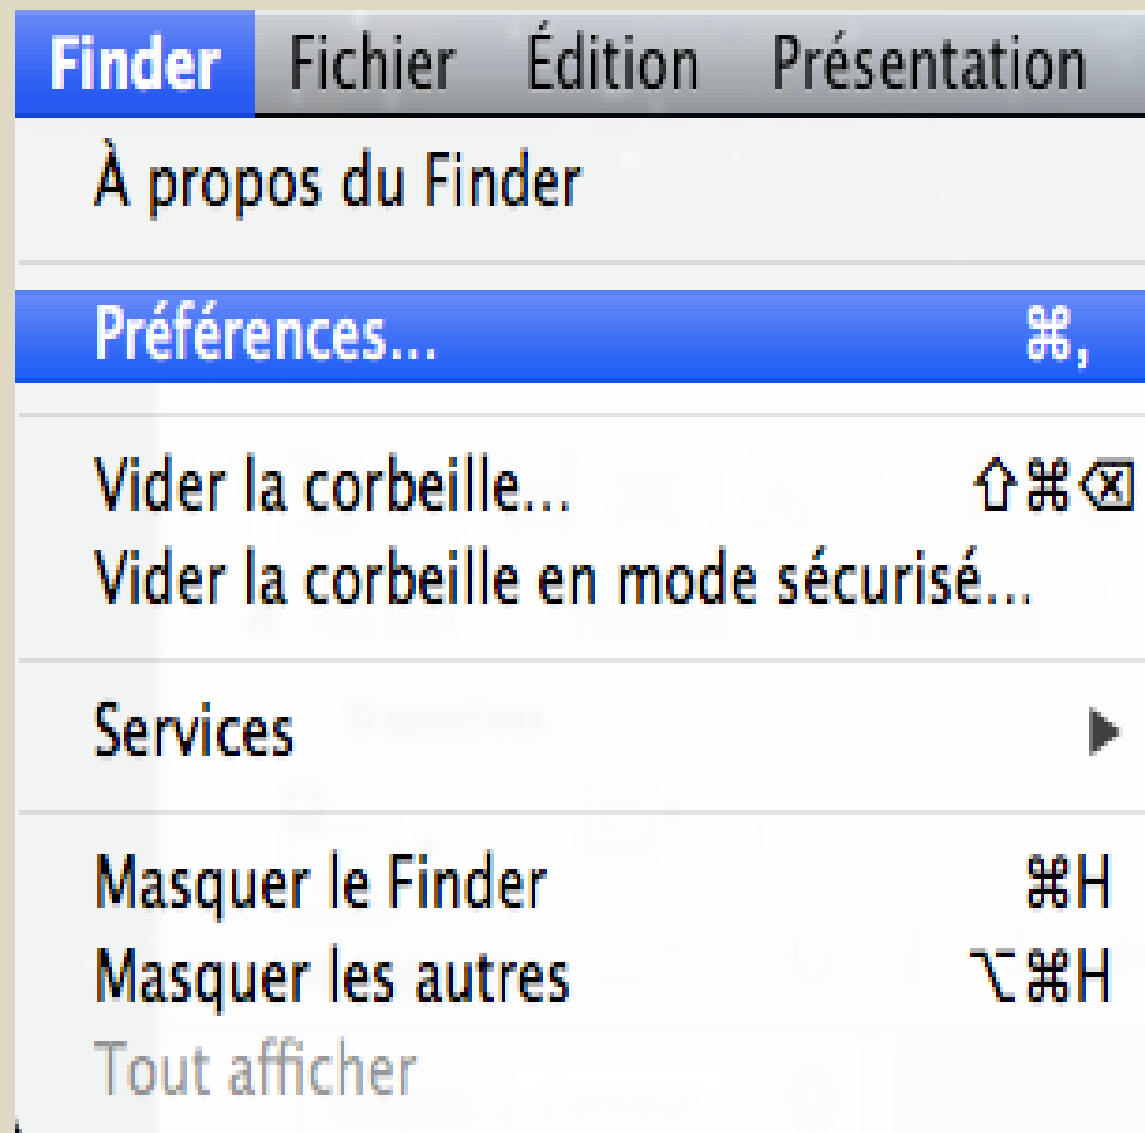 Finder Fichier Édition Présentation
À propos du Finder
Préférences... ⌘,
Vider la corbeille... ⇧⌘⌫
Vider la corbeille en mode sécurisé...
Services ▶
Masquer le Finder ⌘H
Masquer les autres ⌥⌘H
Tout afficher